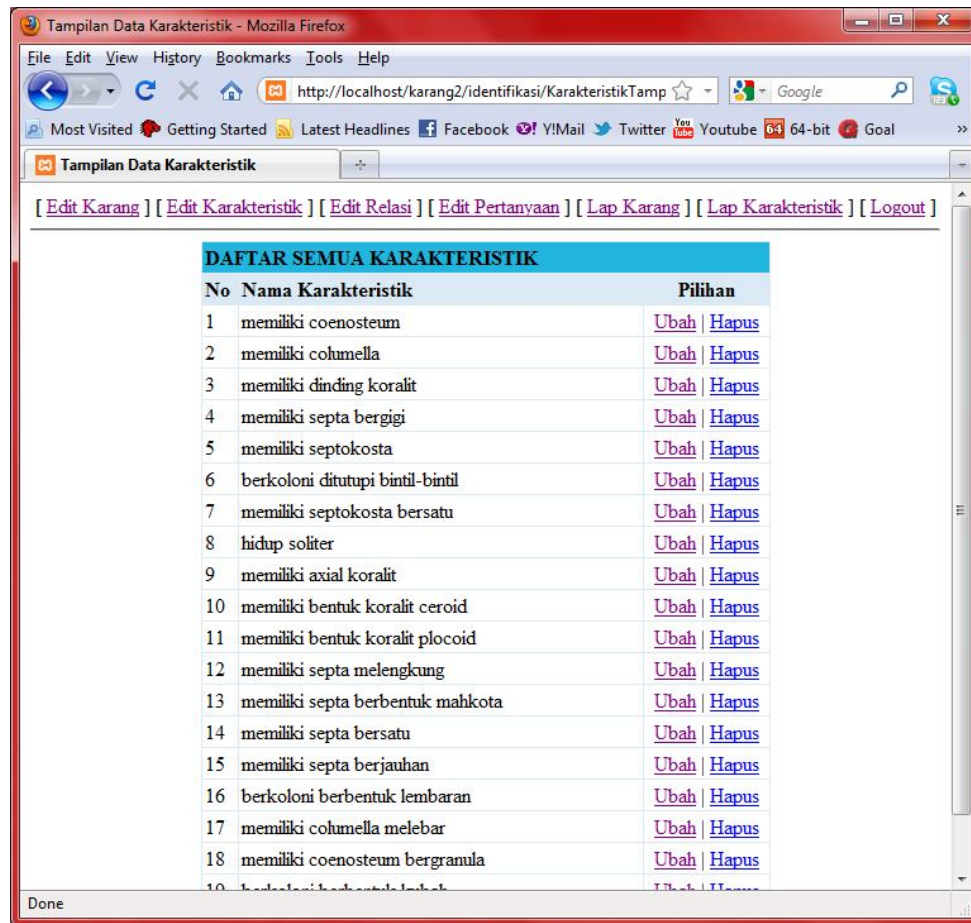 Tampilan Data Karakteristik - Mozilla Firefox
File Edit View History Bookmarks Tools Help
http://localhost/karang2/identifikasi/KarakteristikTamp Google
Most Visited Getting Started Latest Headlines Facebook Y!Mail Twitter You Tube Youtube 64 64-bit Goal »
Tampilan Data Karakteristik
[ Edit Karang ] [ Edit Karakteristik ] [ Edit Relasi ] [ Edit Pertanyaan ] [ Lap Karang ] [ Lap Karakteristik ] [ Logout ]
DAFTAR SEMUA KARAKTERISTIK
No Nama Karakteristik Pilihan
1 memiliki coenosteum Ubah | Hapus
2 memiliki columella Ubah | Hapus
3 memiliki dinding koralit Ubah | Hapus
4 memiliki septa bergigi Ubah | Hapus
5 memiliki septokosta Ubah | Hapus
6 berkoloni ditutupi bintil-bintil Ubah | Hapus
7 memiliki septokosta bersatu Ubah | Hapus
8 hidup soliter Ubah | Hapus
9 memiliki axial koralit Ubah | Hapus
10 memiliki bentuk koralit ceroid Ubah | Hapus
11 memiliki bentuk koralit plocoid Ubah | Hapus
12 memiliki septa melengkung Ubah | Hapus
13 memiliki septa berbentuk mahkota Ubah | Hapus
14 memiliki septa bersatu Ubah | Hapus
15 memiliki septa berjauhan Ubah | Hapus
16 berkoloni berbentuk lembaran Ubah | Hapus
17 memiliki columella melebar Ubah | Hapus
18 memiliki coenosteum bergranula Ubah | Hapus
19 berkoloni berbentuk Ubah | Hapus
Done